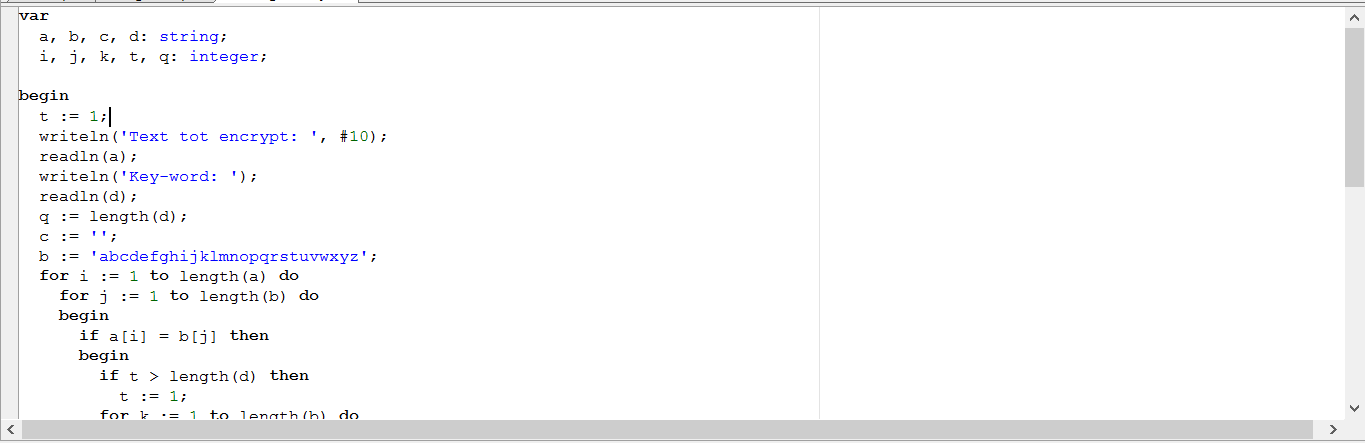 var
  a, b, c, d: string;
  i, j, k, t, q: integer;
begin
  t := 1;
  writeln('Text tot encrypt: ', #10);
  readln(a);
  writeln('Key-word: ');
  readln(d);
  q := length(d);
  c := '';
  b := 'abcdefghijklmnopqrstuvwxyz';
  for i := 1 to length(a) do
    for j := 1 to length(b) do
    begin
      if a[i] = b[j] then
      begin
        if t > length(d) then
          t := 1;
        for k := 1 to length(b) do